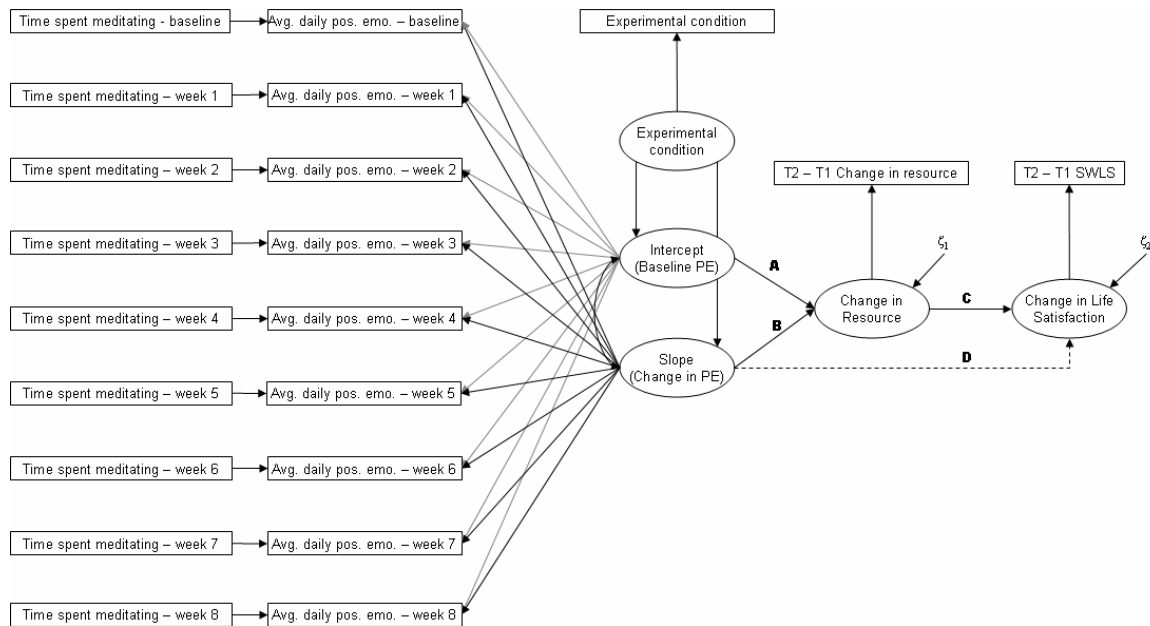 Time spent meditating - baseline
Avg. daily pos. emo. – baseline
Experimental condition
Time spent meditating – week 1
Avg. daily pos. emo. – week 1
Experimental
condition
Time spent meditating – week 2
Avg. daily pos. emo. – week 2
T2 – T1 Change in resource
T2 – T1 SWLS
Time spent meditating – week 3
Avg. daily pos. emo. – week 3
Intercept
(Baseline PE)
A
ζ1
ζ2
Time spent meditating – week 4
Avg. daily pos. emo. – week 4
Change in
Resource
C
Change in Life
Satisfaction
B
Slope
(Change in PE)
D
Time spent meditating – week 5
Avg. daily pos. emo. – week 5
Time spent meditating – week 6
Avg. daily pos. emo. – week 6
Time spent meditating – week 7
Avg. daily pos. emo. – week 7
Time spent meditating – week 8
Avg. daily pos. emo. – week 8